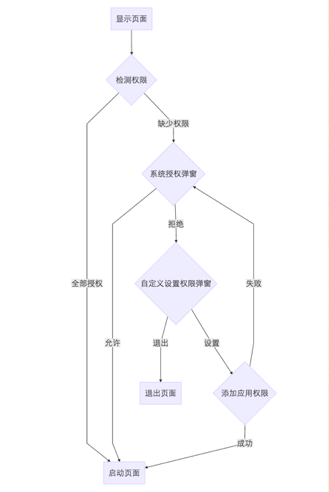 显示页面
检测权限
缺少权限
系统授权弹窗
拒绝
全部授权
自定义设置权限弹窗
失败
允许
退出
设置
退出页面
添加应用权限
成功
启动页面